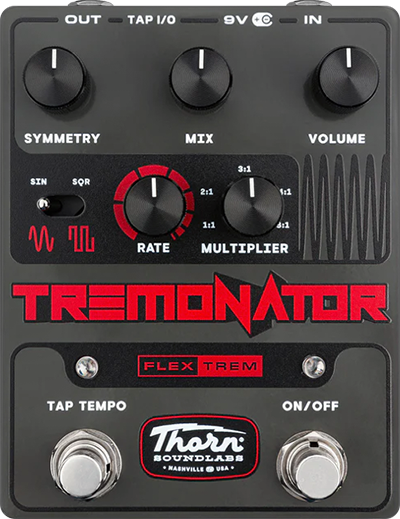 OUT TAP I/O 9V IN
SYMMETRY MIX VOLUME
SIN SQR
3:1
2:1 4:1
1:1
RATE MULTIPLIER
TREMONATOR
FLEX TREM
TAP TEMPO ON/OFF
Thorn
SOUNDLABS
NASHVILLE USA